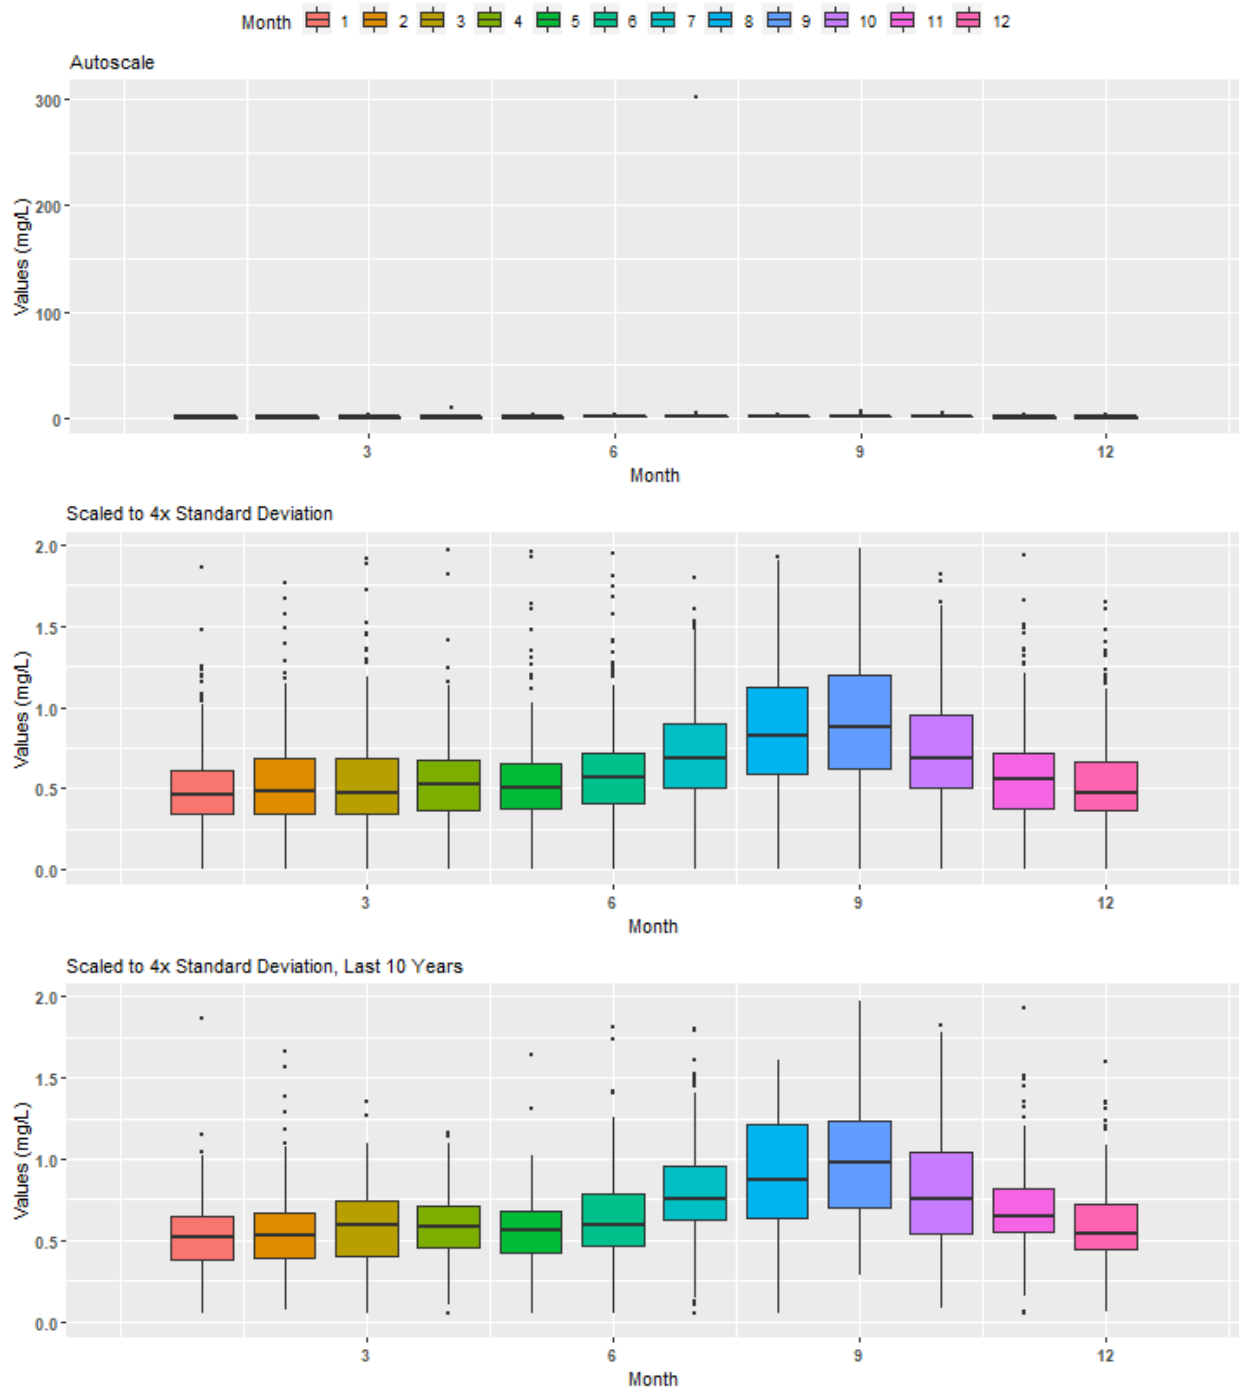 Month 1 2 3 4 5 6 7 8 9 10 11 12
Autoscale
300
200
100
0
Values (mg/L)
3 6 9 12
Month
Scaled to 4x Standard Deviation
2.0
1.5
1.0
0.5
0.0
Values (mg/L)
3 6 9 12
Month
Scaled to 4x Standard Deviation, Last 10 Years
2.0
1.5
1.0
0.5
0.0
Values (mg/L)
3 6 9 12
Month